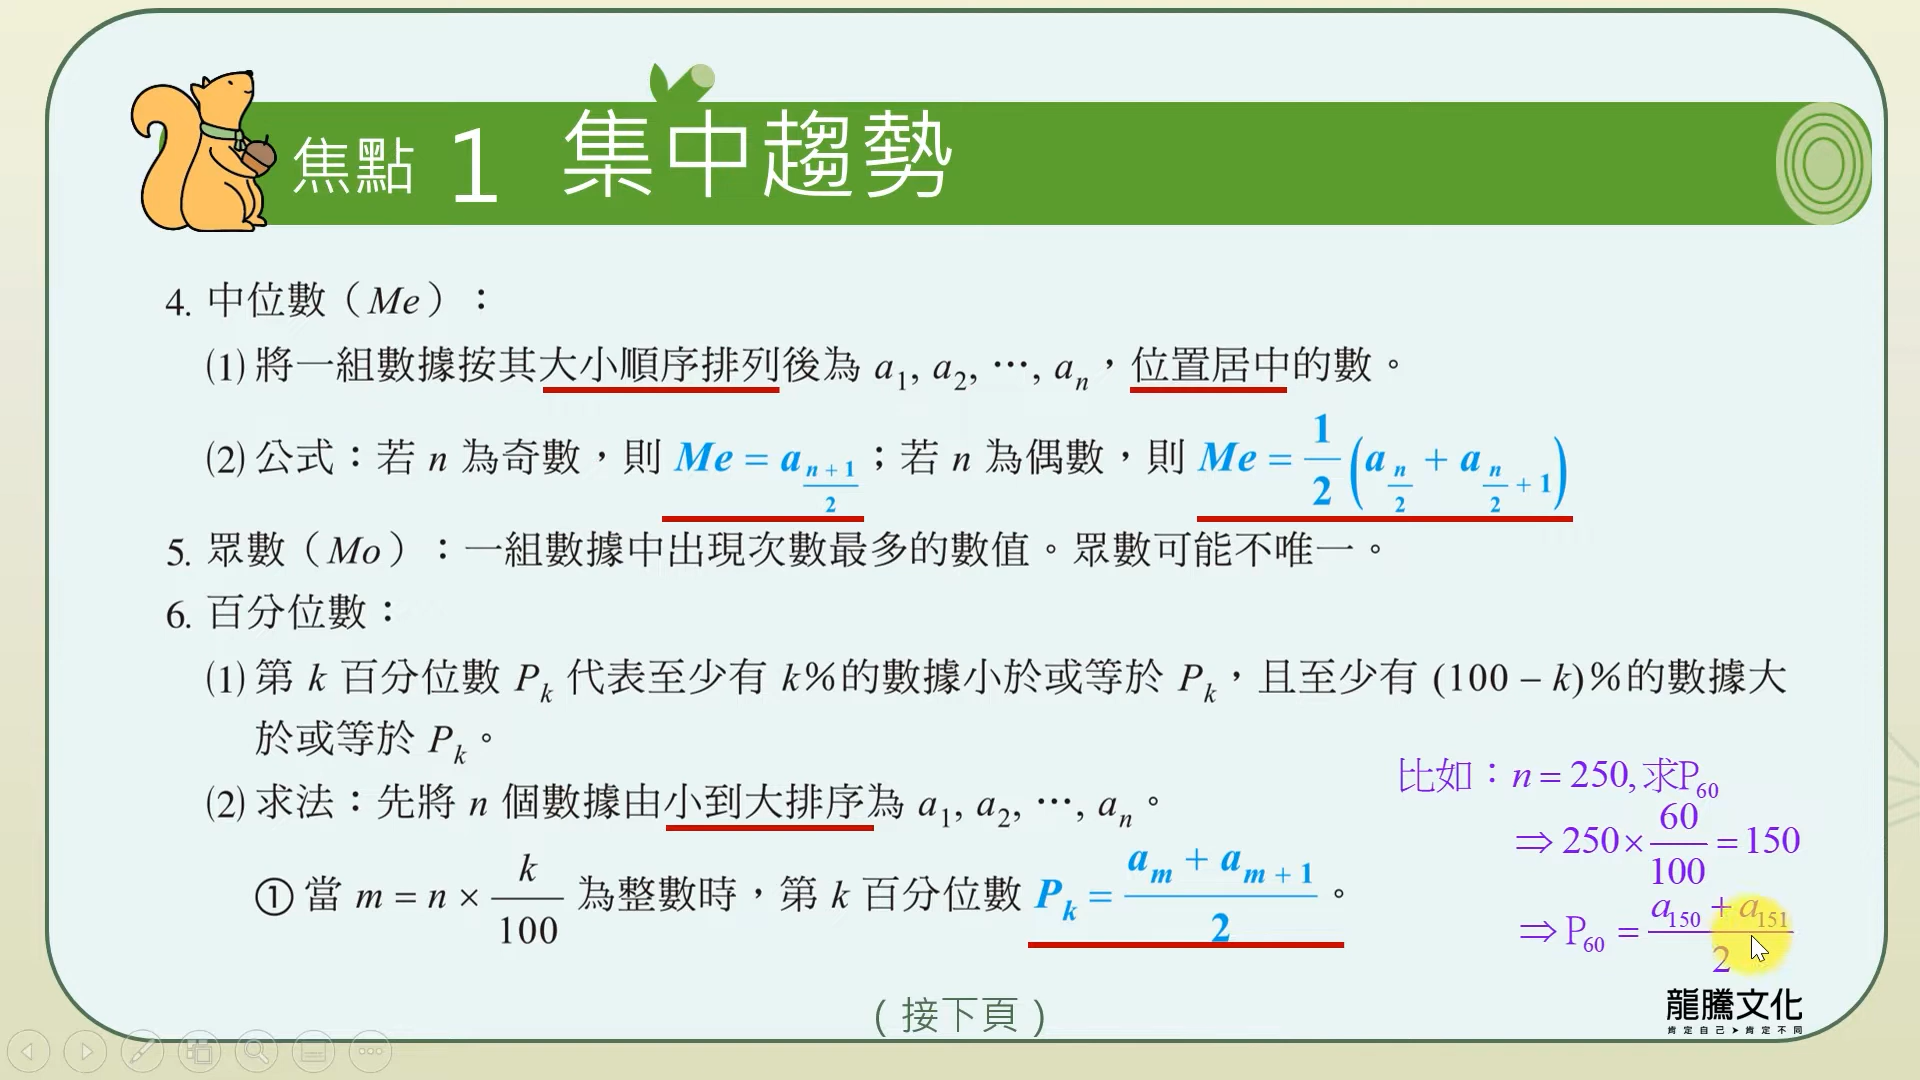 焦點 1 集中趨勢
4. 中位數(Me):
(1) 將一組數據按其大小順序排列後為 a₁, a₂, ⋯, aₙ,位置居中的數。
(2) 公式:若 n 為奇數,則 Me = a_{(n+1)/2};若 n 為偶數,則 Me = 1/2 (a_{n/2} + a_{n/2 + 1})
5. 眾數(Mo):一組數據中出現次數最多的數值。眾數可能不唯一。
6. 百分位數:
(1) 第 k 百分位數 P_k 代表至少有 k%的數據小於或等於 P_k,且至少有 (100 – k)%的數據大
於或等於 P_k。
(2) 求法:先將 n 個數據由小到大排序為 a₁, a₂, ⋯, aₙ。
① 當 m = n × k/100 為整數時,第 k 百分位數 P_k = (a_m + a_{m+1})/2。
比如:n = 250, 求P₆₀
⇒ 250 × 60/100 = 150
⇒ P₆₀ = (a₁₅₀ + a₁₅₁)/2
(接下頁)
龍騰文化
肯定自己➤肯定不同